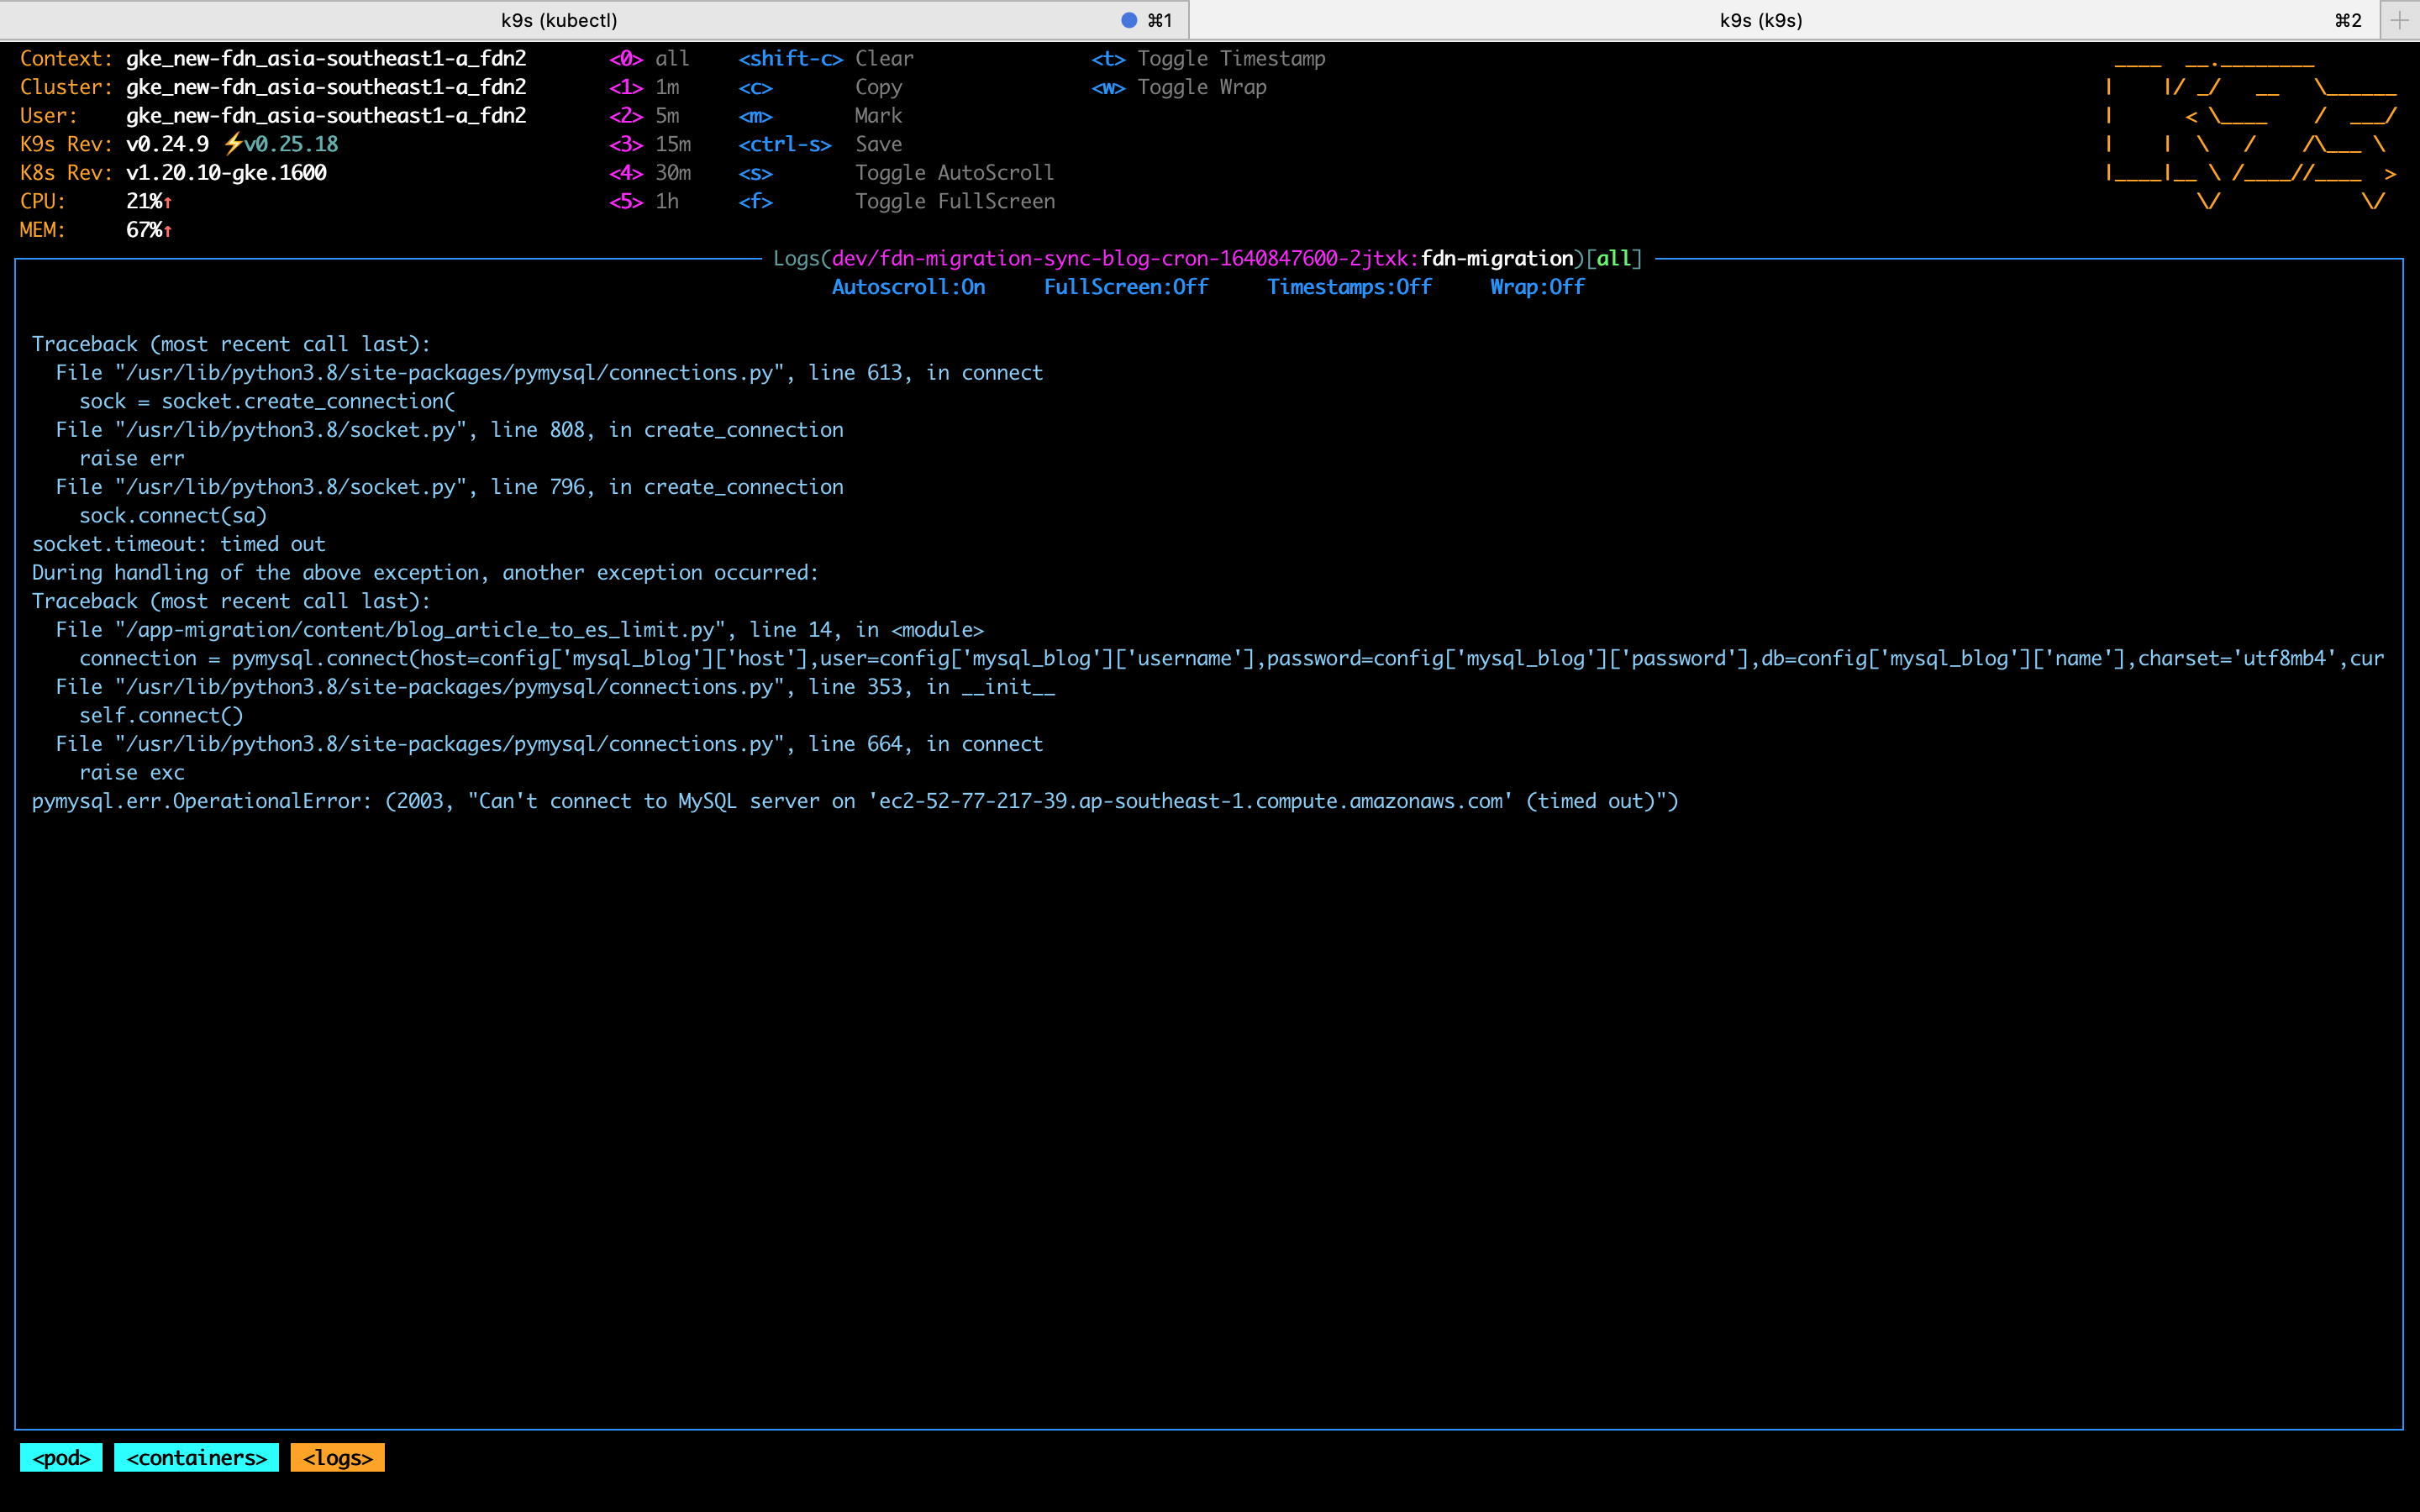 k9s (kubectl) ⌘1 k9s (k9s) ⌘2 +
Context: gke_new-fdn_asia-southeast1-a_fdn2 <0> all <shift-c> Clear <t> Toggle Timestamp
Cluster: gke_new-fdn_asia-southeast1-a_fdn2 <1> 1m <c> Copy <w> Toggle Wrap
User: gke_new-fdn_asia-southeast1-a_fdn2 <2> 5m <m> Mark
K9s Rev: v0.24.9 ⚡v0.25.18 <3> 15m <ctrl-s> Save
K8s Rev: v1.20.10-gke.1600 <4> 30m <s> Toggle AutoScroll
CPU: 21%↑ <5> 1h <f> Toggle FullScreen
MEM: 67%↑
Logs(dev/fdn-migration-sync-blog-cron-1640847600-2jtxk:fdn-migration)[all]
Autoscroll:On FullScreen:Off Timestamps:Off Wrap:Off
Traceback (most recent call last):
  File "/usr/lib/python3.8/site-packages/pymysql/connections.py", line 613, in connect
    sock = socket.create_connection(
  File "/usr/lib/python3.8/socket.py", line 808, in create_connection
    raise err
  File "/usr/lib/python3.8/socket.py", line 796, in create_connection
    sock.connect(sa)
socket.timeout: timed out
During handling of the above exception, another exception occurred:
Traceback (most recent call last):
  File "/app-migration/content/blog_article_to_es_limit.py", line 14, in <module>
    connection = pymysql.connect(host=config['mysql_blog']['host'],user=config['mysql_blog']['username'],password=config['mysql_blog']['password'],db=config['mysql_blog']['name'],charset='utf8mb4',cur
  File "/usr/lib/python3.8/site-packages/pymysql/connections.py", line 353, in __init__
    self.connect()
  File "/usr/lib/python3.8/site-packages/pymysql/connections.py", line 664, in connect
    raise exc
pymysql.err.OperationalError: (2003, "Can't connect to MySQL server on 'ec2-52-77-217-39.ap-southeast-1.compute.amazonaws.com' (timed out)")
<pod> <containers> <logs>